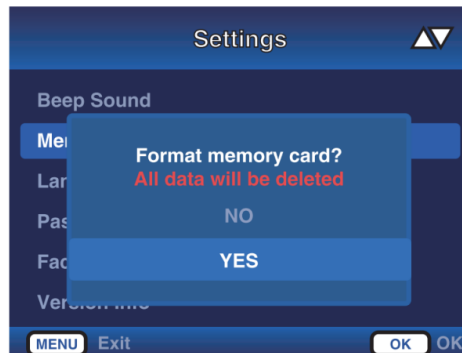 Settings
Beep Sound
Format memory card?
All data will be deleted
NO
YES
MENU Exit
OK OK